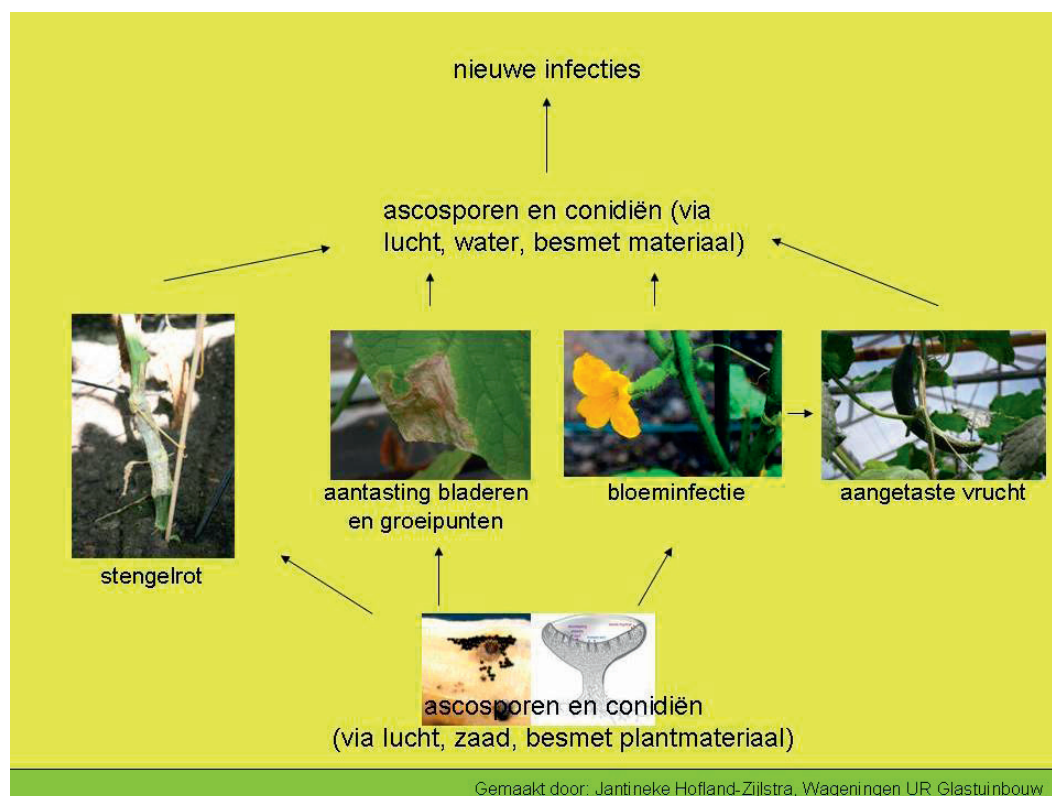 nieuwe infecties
ascosporen en conidiën (via
lucht, water, besmet materiaal)
aantasting bladeren
en groeipunten
bloeminfectie
aangetaste vrucht
stengelrot
ascosporen en conidiën
(via lucht, zaad, besmet plantmateriaal)
Gemaakt door: Jantineke Hofland-Zijlstra, Wageningen UR Glastuinbouw